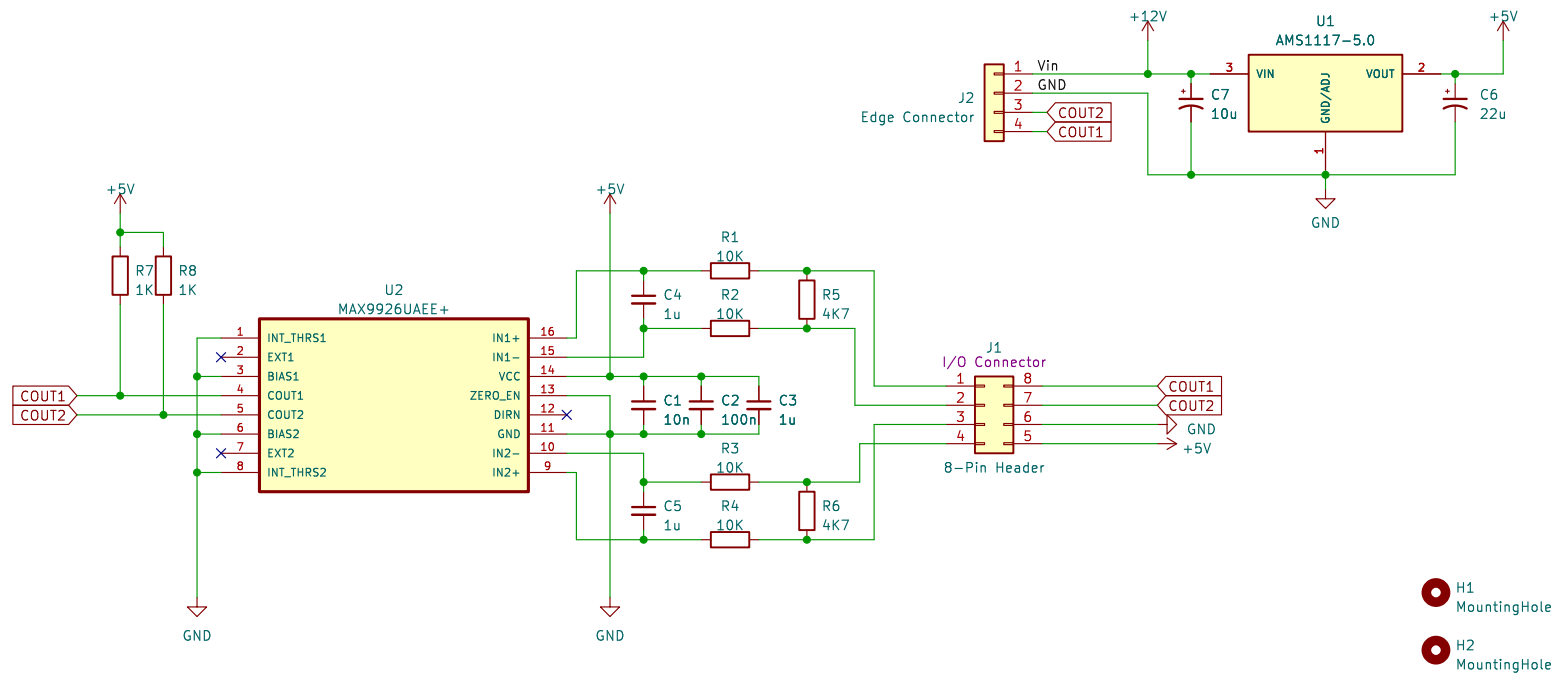 +12V
U1
AMS1117-5.0
+5V
3
VIN
VOUT
2
GND/ADJ
1
C7
10u
C6
22u
GND
J2
Edge Connector
1
Vin
2
GND
3
COUT2
4
COUT1
+5V
R7
1K
R8
1K
COUT1
COUT2
U2
MAX9926UAEE+
1
INT_THRS1
2
EXT1
3
BIAS1
4
COUT1
5
COUT2
6
BIAS2
7
EXT2
8
INT_THRS2
IN1+
16
IN1-
15
VCC
14
ZERO_EN
13
DIRN
12
GND
11
IN2-
10
IN2+
9
GND
+5V
R1
10K
C4
1u
R2
10K
R5
4K7
C1
10n
C2
100n
C3
1u
R3
10K
C5
1u
R4
10K
R6
4K7
GND
J1
I/O Connector
1
8
COUT1
2
7
COUT2
3
6
GND
4
5
+5V
8-Pin Header
H1
MountingHole
H2
MountingHole